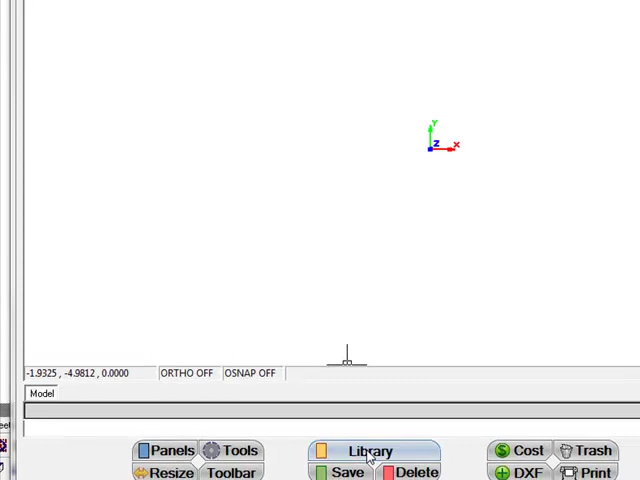 Y
Z X
-1.9325 , -4.9812 , 0.0000 ORTHO OFF OSNAP OFF
Model
Panels Tools Library Cost Trash
Resize Toolbar Save Delete DXF Print